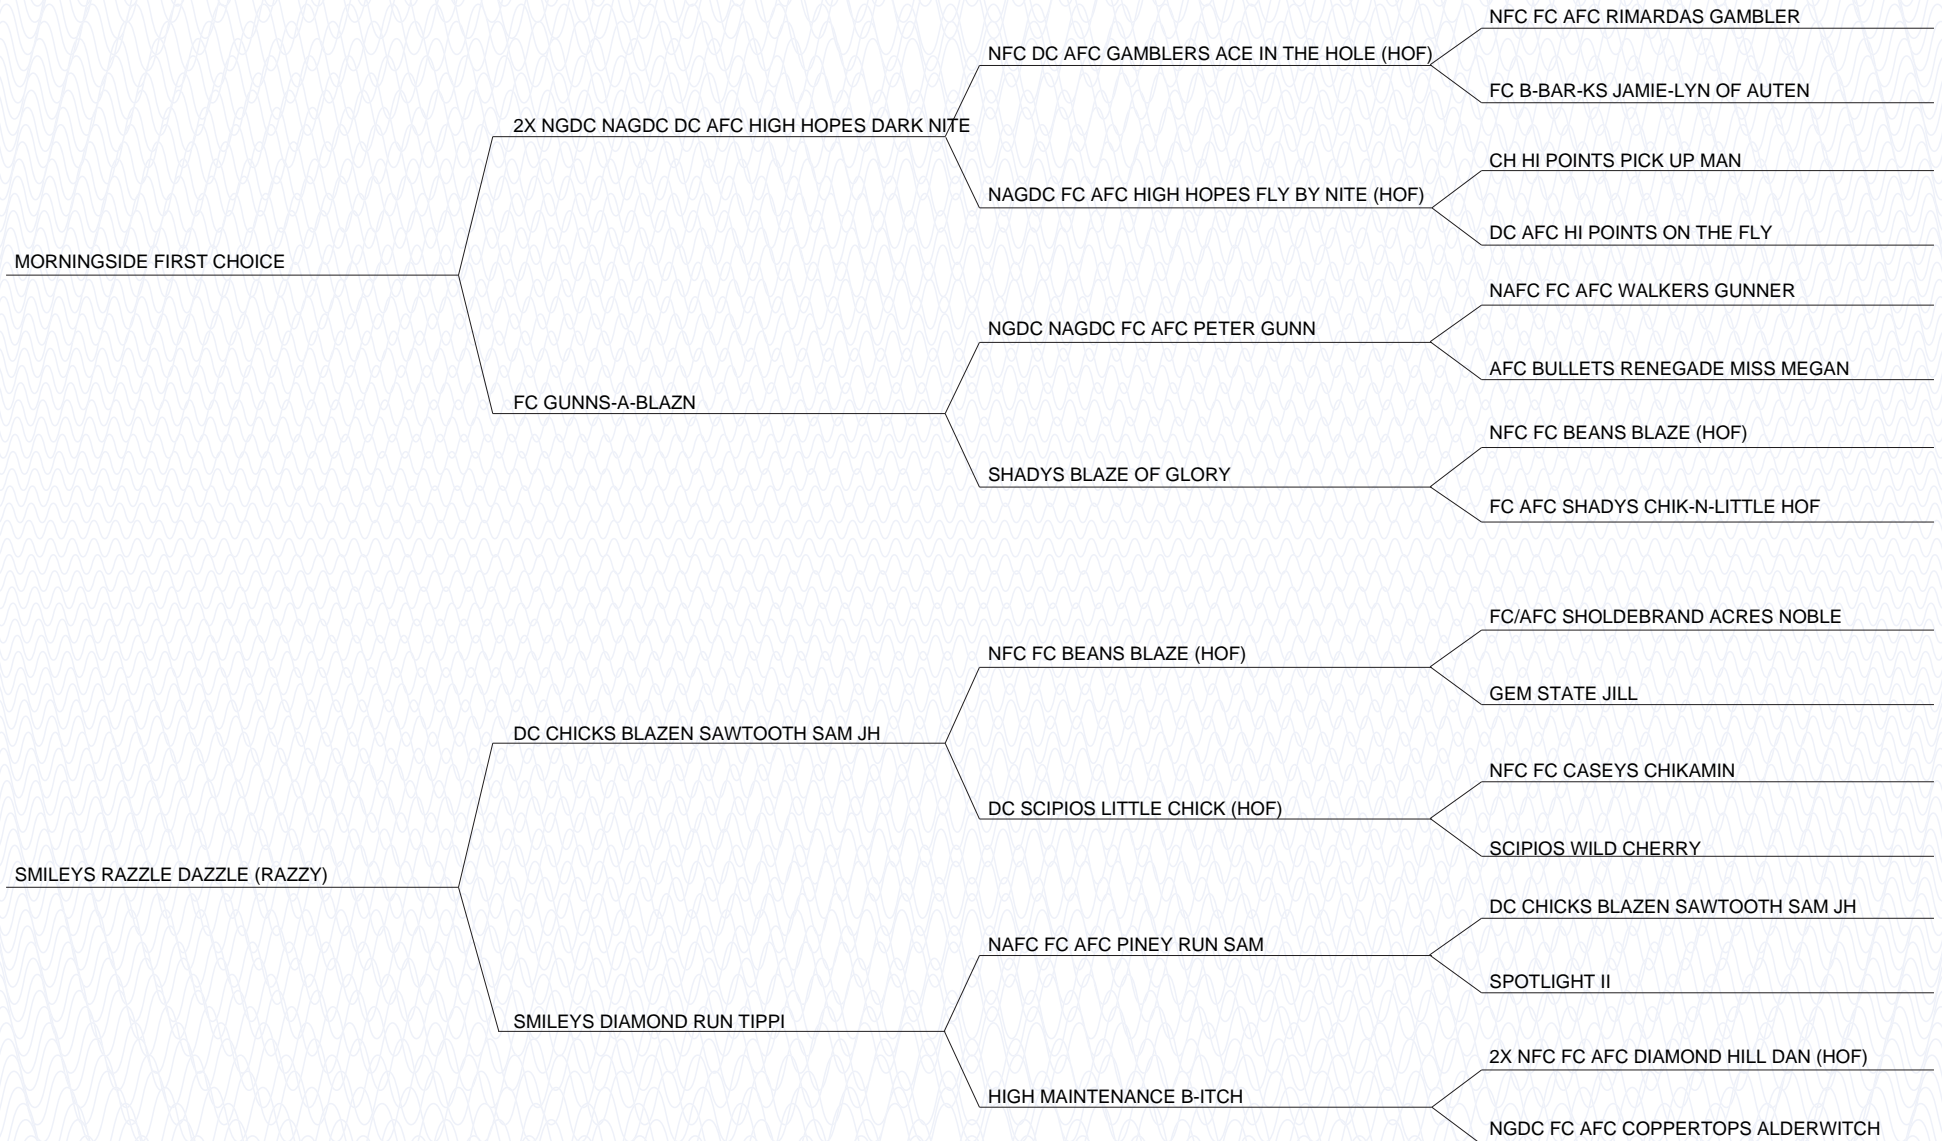 NFC FC AFC RIMARDAS GAMBLER
NFC DC AFC GAMBLERS ACE IN THE HOLE (HOF)
FC B-BAR-KS JAMIE-LYN OF AUTEN
2X NGDC NAGDC DC AFC HIGH HOPES DARK NITE
CH HI POINTS PICK UP MAN
NAGDC FC AFC HIGH HOPES FLY BY NITE (HOF)
DC AFC HI POINTS ON THE FLY
MORNINGSIDE FIRST CHOICE
NAFC FC AFC WALKERS GUNNER
NGDC NAGDC FC AFC PETER GUNN
AFC BULLETS RENEGADE MISS MEGAN
FC GUNNS-A-BLAZN
NFC FC BEANS BLAZE (HOF)
SHADYS BLAZE OF GLORY
FC AFC SHADYS CHIK-N-LITTLE HOF
FC/AFC SHOLDEBRAND ACRES NOBLE
NFC FC BEANS BLAZE (HOF)
GEM STATE JILL
DC CHICKS BLAZEN SAWTOOTH SAM JH
NFC FC CASEYS CHIKAMIN
DC SCIPIOS LITTLE CHICK (HOF)
SCIPIOS WILD CHERRY
SMILEYS RAZZLE DAZZLE (RAZZY)
DC CHICKS BLAZEN SAWTOOTH SAM JH
NAFC FC AFC PINEY RUN SAM
SPOTLIGHT II
SMILEYS DIAMOND RUN TIPPI
2X NFC FC AFC DIAMOND HILL DAN (HOF)
HIGH MAINTENANCE B-ITCH
NGDC FC AFC COPPERTOPS ALDERWITCH